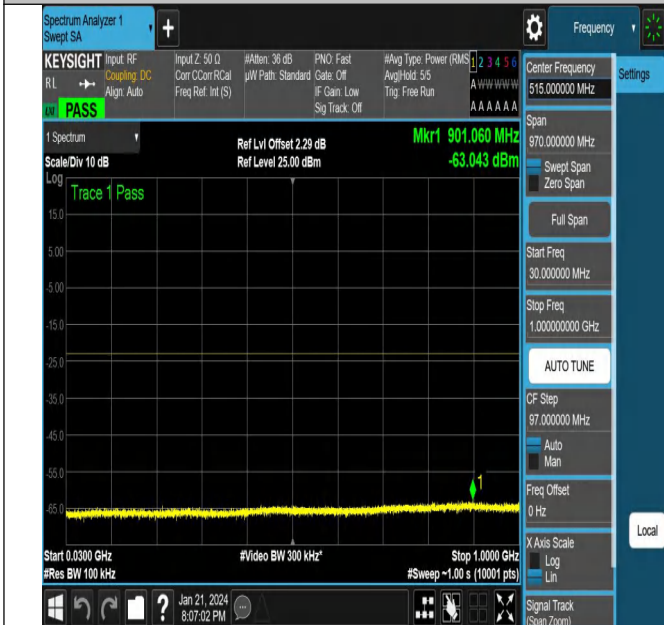 Spectrum Analyzer 1
Swept SA
Frequency
KEYSIGHT
Input: RF
Input Z: 50 Ω
#Atten: 36 dB
PNO: Fast
#Avg Type: Power (RMS
1 2 3 4 5 6
RL
Coupling: DC
Corr CCorr RCal
µW Path: Standard
Gate: Off
Avg|Hold: 5/5
A W W W W W
Align: Auto
Freq Ref: Int (S)
IF Gain: Low
Trig: Free Run
Sig Track: Off
A A A A A A
LXI
PASS
1 Spectrum
Ref Lvl Offset 2.29 dB
Mkr1 901.060 MHz
Scale/Div 10 dB
Ref Level 25.00 dBm
-63.043 dBm
Log
Trace 1 Pass
15.0
5.00
-5.00
-15.0
-25.0
-35.0
-45.0
-55.0
-65.0
1
Start 0.0300 GHz
#Video BW 300 kHz*
Stop 1.0000 GHz
#Res BW 100 kHz
#Sweep ~1.00 s (10001 pts)
Center Frequency
515.000000 MHz
Settings
Span
970.000000 MHz
Swept Span
Zero Span
Full Span
Start Freq
30.000000 MHz
Stop Freq
1.000000000 GHz
AUTO TUNE
CF Step
97.000000 MHz
Auto
Man
Freq Offset
0 Hz
Local
X Axis Scale
Log
Lin
Signal Track
(Span Zoom)
?
Jan 21, 2024
8:07:02 PM